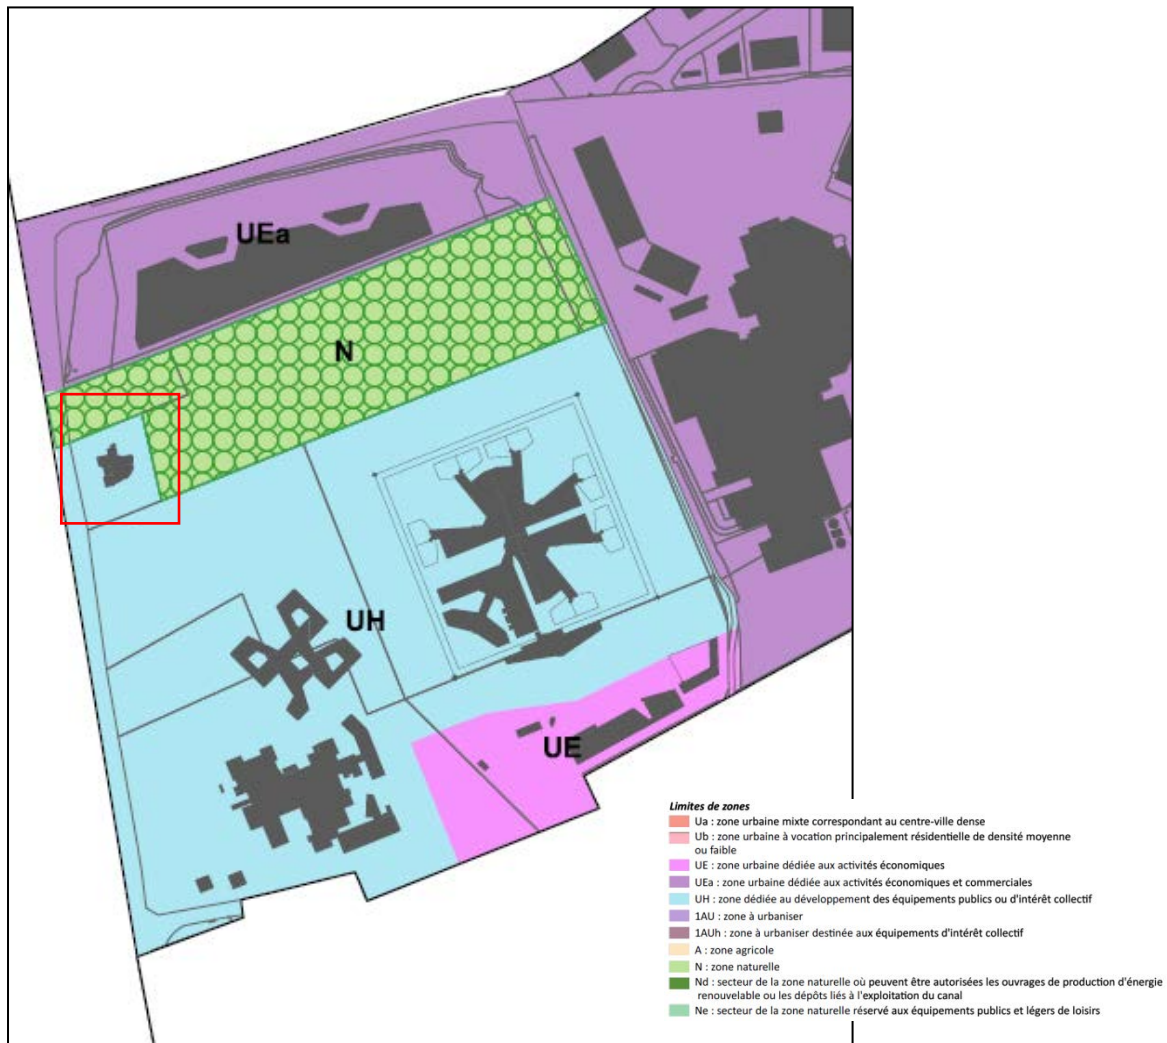 UEa
N
UH
UE
Limites de zones
Ua : zone urbaine mixte correspondant au centre-ville dense
Ub : zone urbaine à vocation principalement résidentielle de densité moyenne
ou faible
UE : zone urbaine dédiée aux activités économiques
UEa : zone urbaine dédiée aux activités économiques et commerciales
UH : zone dédiée au développement des équipements publics ou d'intérêt collectif
1AU : zone à urbaniser
1AUh : zone à urbaniser destinée aux équipements d'intérêt collectif
A : zone agricole
N : zone naturelle
Nd : secteur de la zone naturelle où peuvent être autorisées les ouvrages de production d'énergie
renouvelable ou les dépôts liés à l'exploitation du canal
Ne : secteur de la zone naturelle réservé aux équipements publics et légers de loisirs